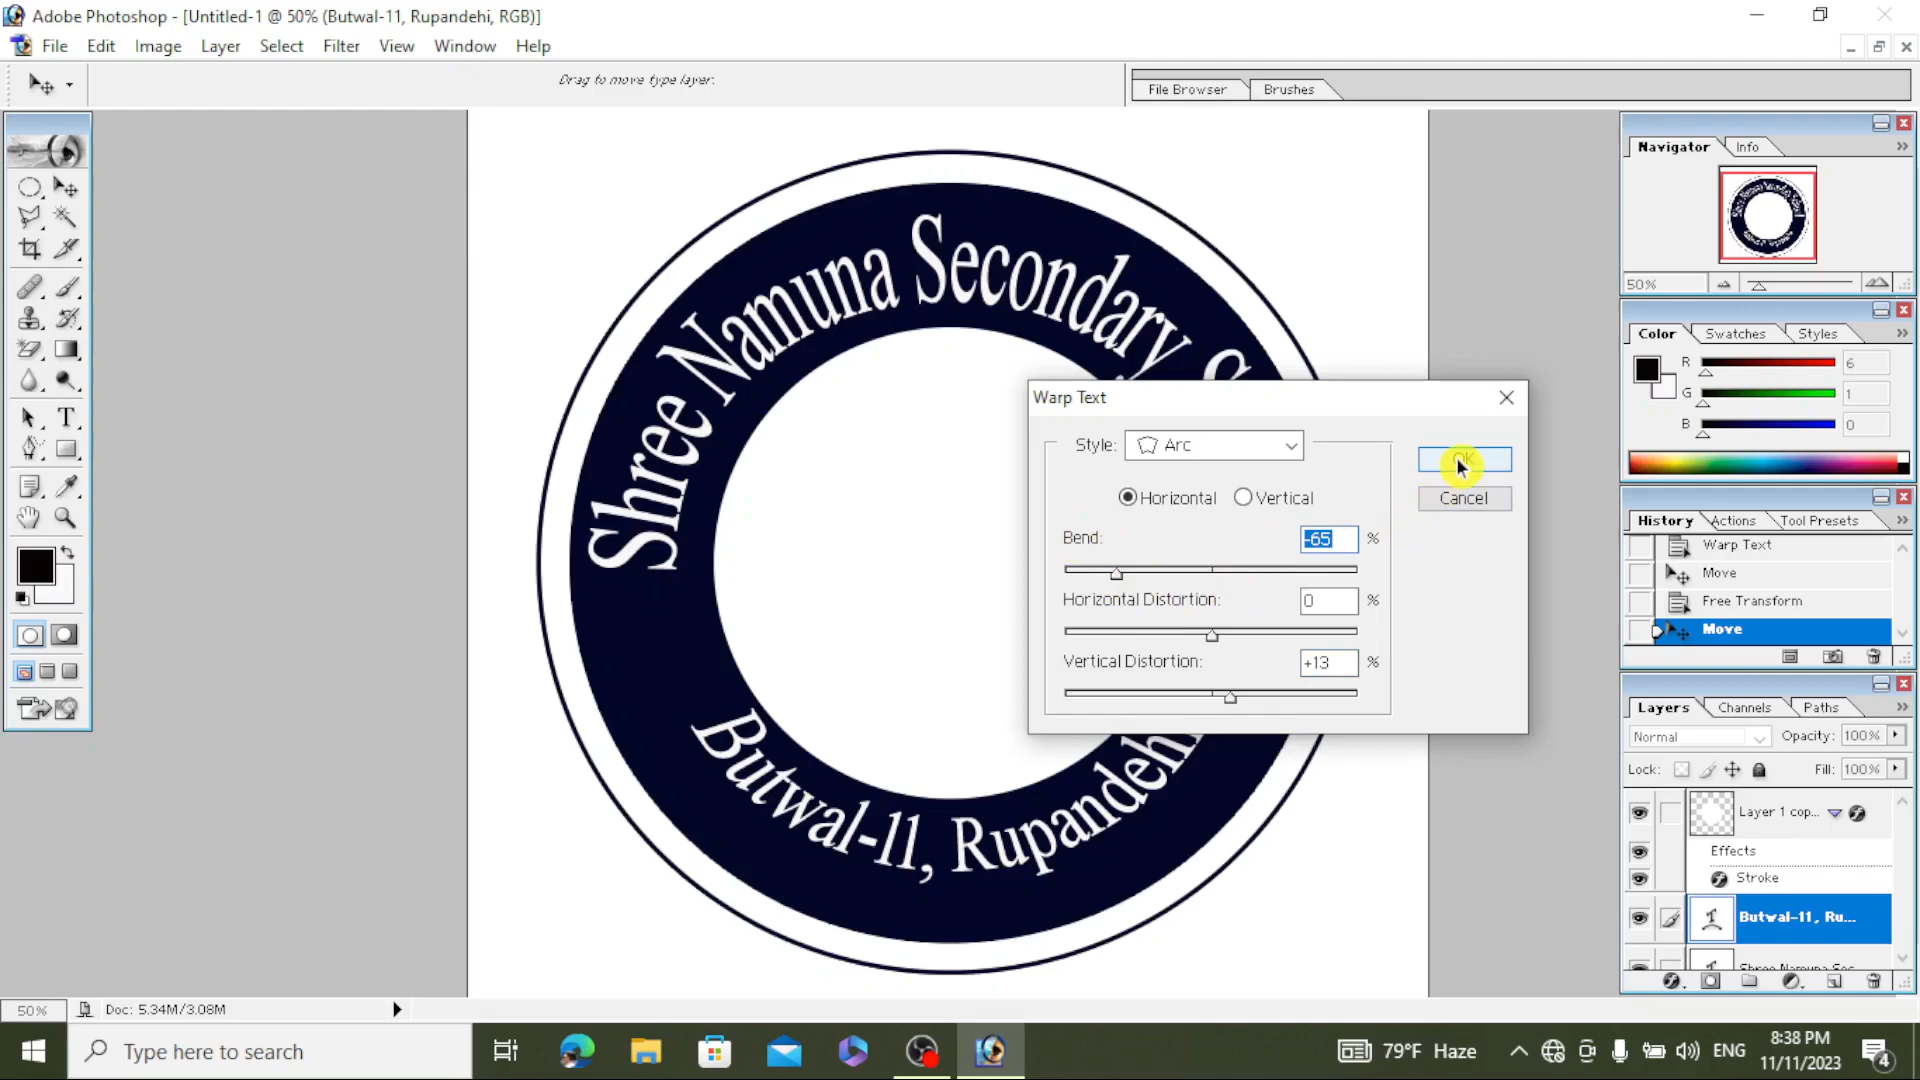 Adobe Photoshop - [Untitled-1 @ 50% (Butwal-11, Rupandehi, RGB)]
File Edit Image Layer Select Filter View Window Help
Drag to move type layer.
File Browser Brushes
Navigator Info
50%
Color Swatches Styles
R 6
G 1
B 0
History Actions Tool Presets
Warp Text
Move
Free Transform
Move
Layers Channels Paths
Normal Opacity: 100%
Lock: Fill: 100%
Layer 1 cop...
Effects
Stroke
Butwal-11, Ru...
Shree Namuna Sec...
Shree Namuna Secondary S
Butwal-11, Rupandehi
Warp Text
Style: Arc
OK
Horizontal Vertical
Cancel
Bend: -65 %
Horizontal Distortion: 0 %
Vertical Distortion: +13 %
50% Doc: 5.34M/3.08M
Type here to search
79°F Haze
ENG
8:38 PM
11/11/2023
4